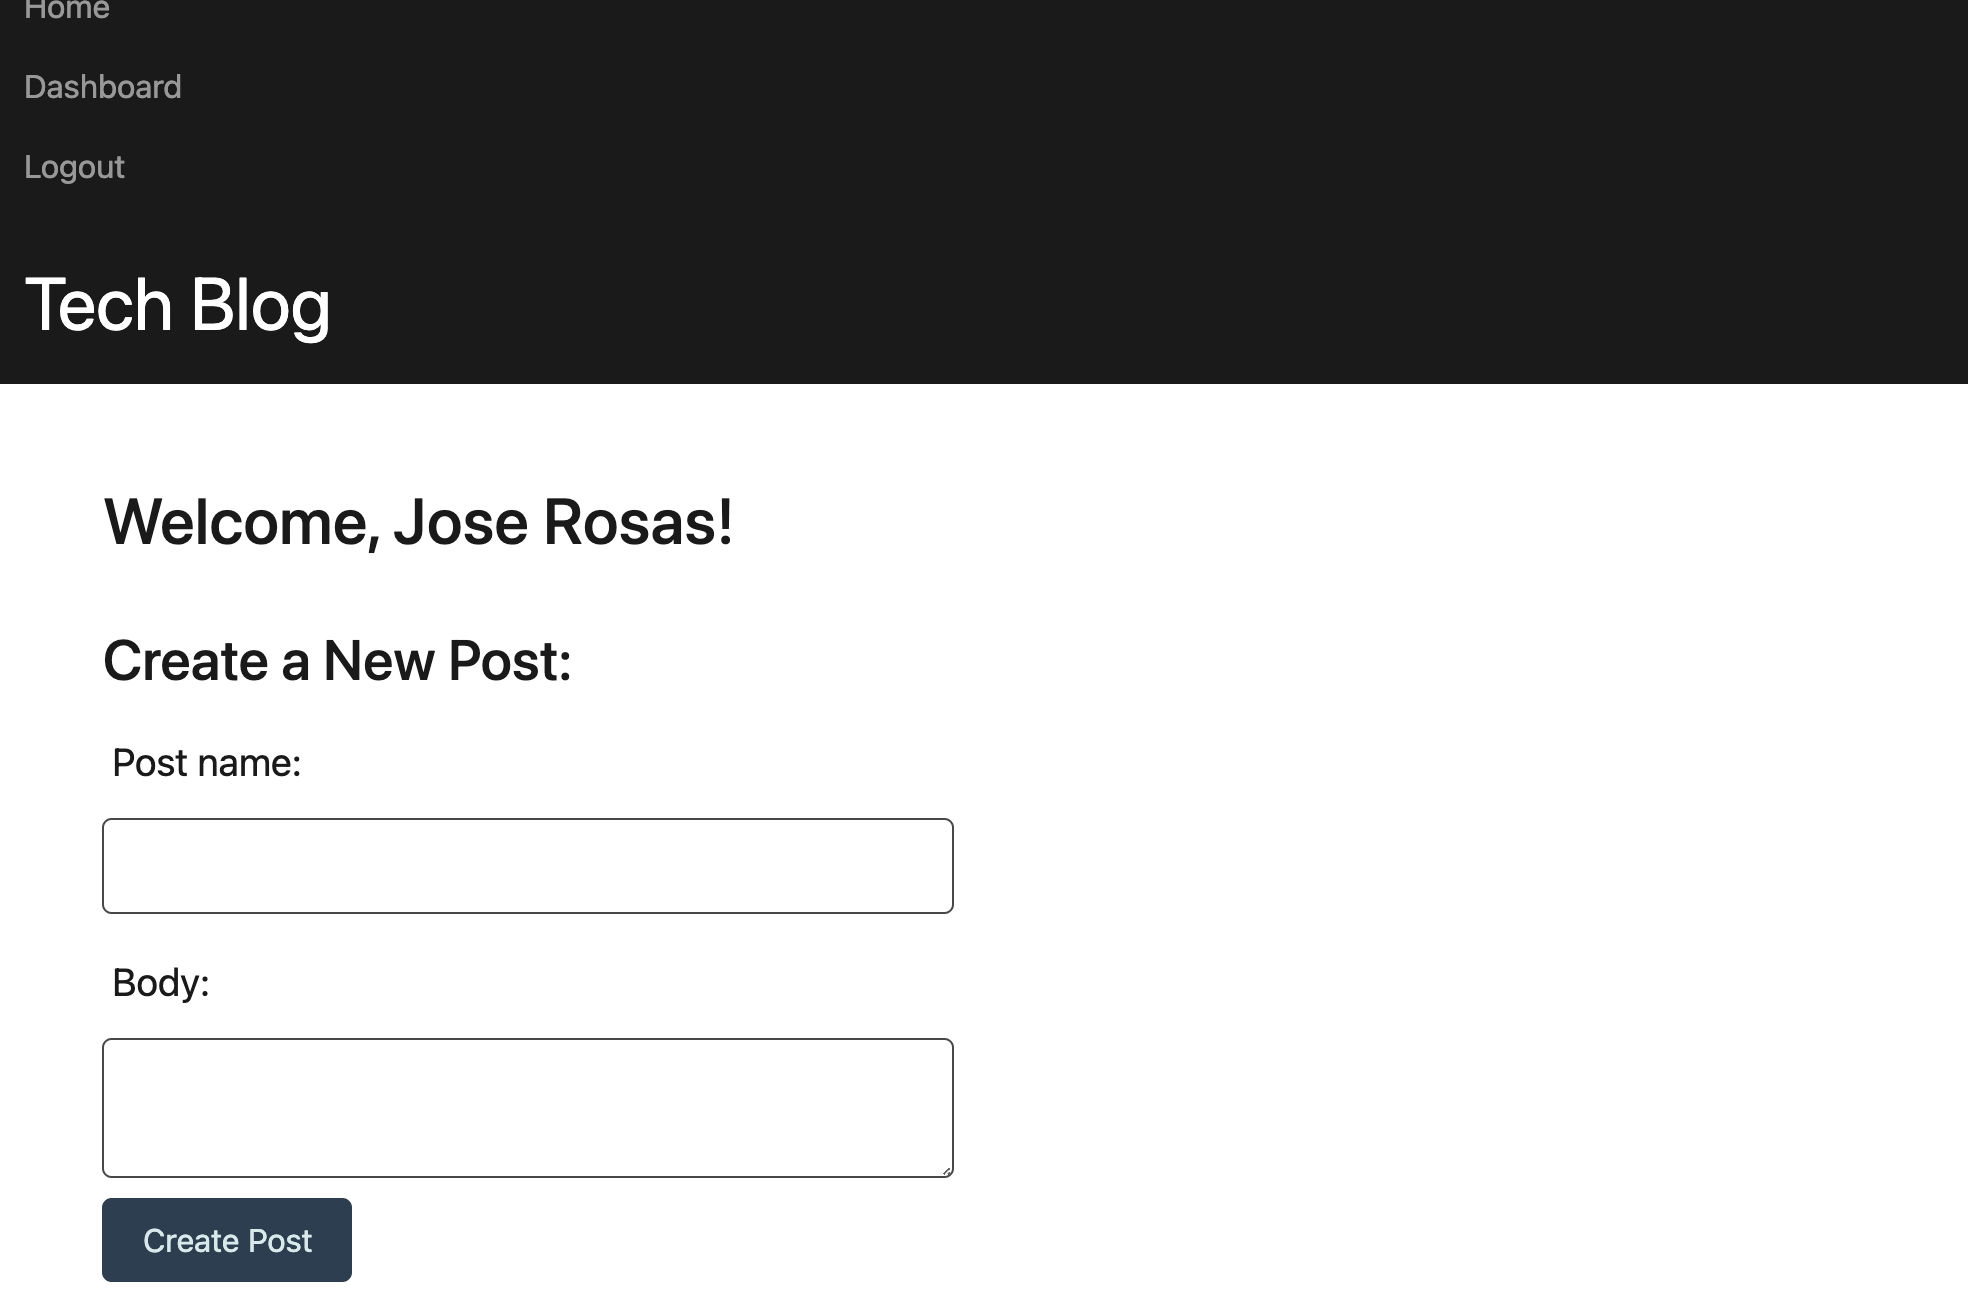 Home
Dashboard
Logout
Tech Blog
Welcome, Jose Rosas!
Create a New Post:
Post name:
Body:
Create Post